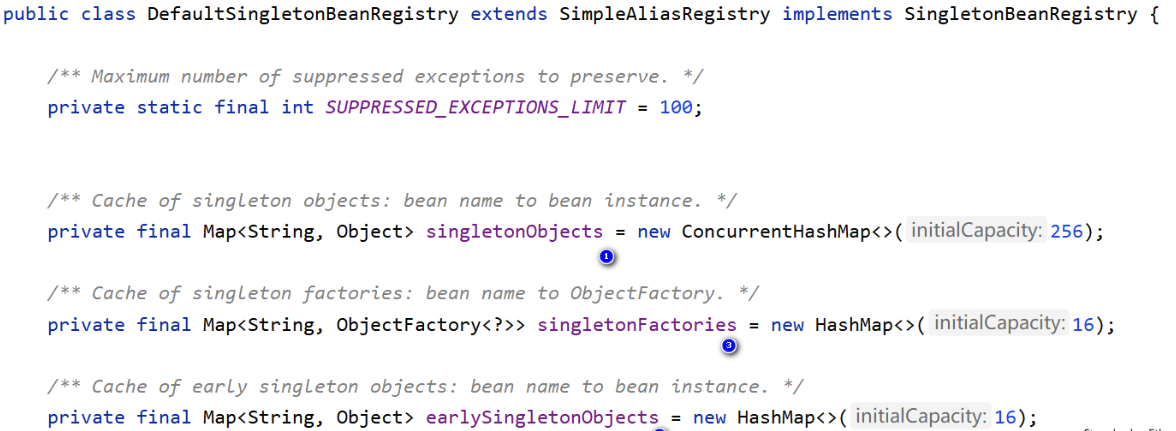 public class DefaultSingletonBeanRegistry extends SimpleAliasRegistry implements SingletonBeanRegistry {
/** Maximum number of suppressed exceptions to preserve. */
private static final int SUPPRESSED_EXCEPTIONS_LIMIT = 100;
/** Cache of singleton objects: bean name to bean instance. */
private final Map<String, Object> singletonObjects = new ConcurrentHashMap<>( initialCapacity: 256);
1
/** Cache of singleton factories: bean name to ObjectFactory. */
private final Map<String, ObjectFactory<?>> singletonFactories = new HashMap<>( initialCapacity: 16);
3
/** Cache of early singleton objects: bean name to bean instance. */
private final Map<String, Object> earlySingletonObjects = new HashMap<>( initialCapacity: 16);